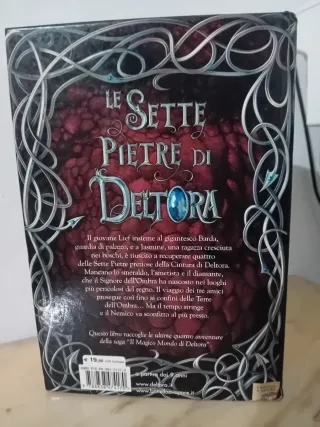 LE SETTE
PIETRE DI
DELTORA
Il giovane Lief insieme al gigantesco Barda,
guardia di palazzo, e a Jasmine, una ragazza cresciuta
nei boschi, è riuscito a recuperare quattro
delle Sette Pietre preziose della Cintura di Deltora.
Mancano lo smeraldo, l'ametista e il diamante,
che il Signore dell'Ombra ha nascosto nei luoghi
più pericolosi del regno. Il viaggio dei tre amici
prosegue così fino ai confini delle Terre
dell'Ombra... Ma il tempo stringe
e il Nemico va sconfitto al più presto.
Questo libro raccoglie le ultime quattro avventure
della saga "Il Magico Mondo di Deltora".
€ 19,
a partire dai 9 anni
www.deltora.it